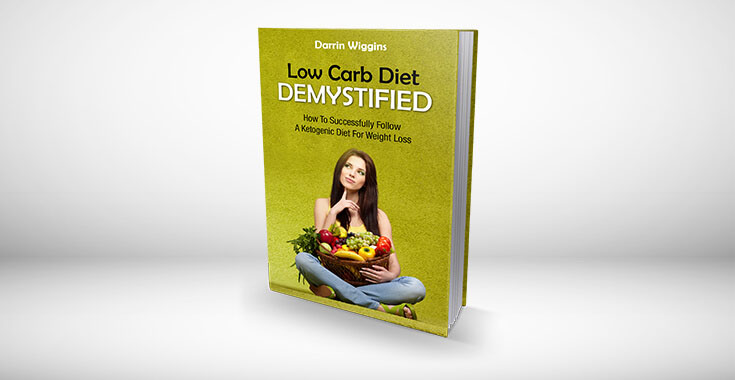 Darrin Wiggins
Low Carb Diet
DEMYSTIFIED
How To Successfully Follow
A Ketogenic Diet For Weight Loss